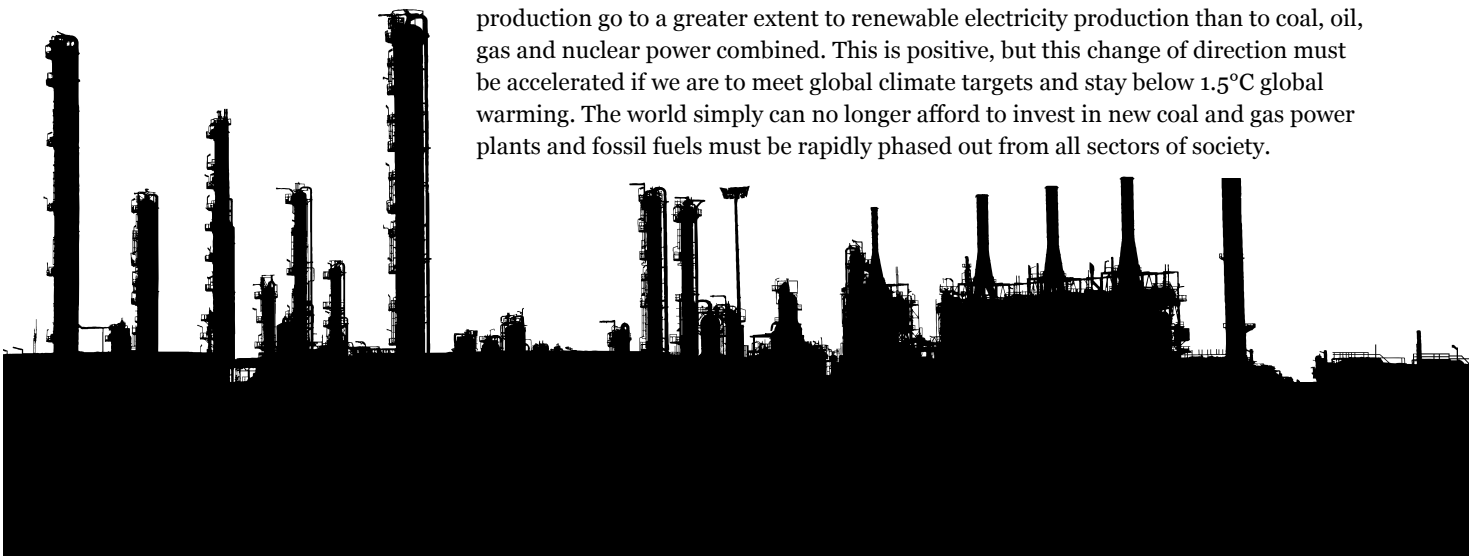 production go to a greater extent to renewable electricity production than to coal, oil,
gas and nuclear power combined. This is positive, but this change of direction must
be accelerated if we are to meet global climate targets and stay below 1.5°C global
warming. The world simply can no longer afford to invest in new coal and gas power
plants and fossil fuels must be rapidly phased out from all sectors of society.